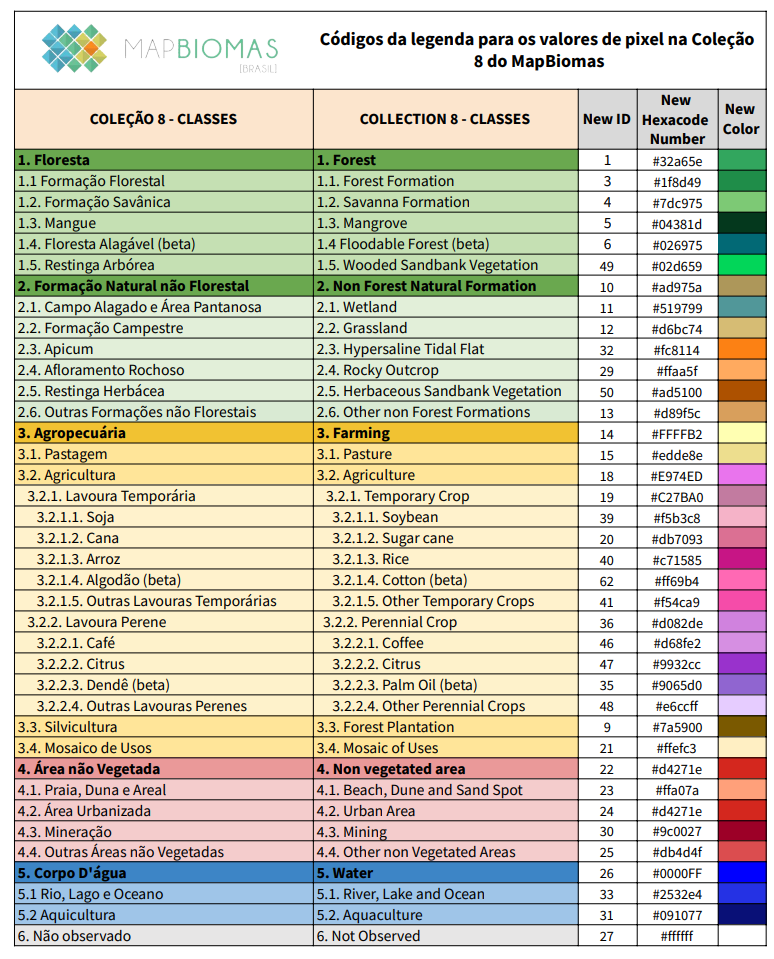 MAPBIOMAS
[BRASIL]
Códigos da legenda para os valores de pixel na Coleção
8 do MapBiomas
COLEÇÃO 8 - CLASSES COLLECTION 8 - CLASSES New ID New Hexacode Number New Color
1. Floresta 1. Forest 1 #32a65e
1.1 Formação Florestal 1.1. Forest Formation 3 #1f8d49
1.2. Formação Savânica 1.2. Savanna Formation 4 #7dc975
1.3. Mangue 1.3. Mangrove 5 #04381d
1.4. Floresta Alagável (beta) 1.4 Floodable Forest (beta) 6 #026975
1.5. Restinga Arbórea 1.5. Wooded Sandbank Vegetation 49 #02d659
2. Formação Natural não Florestal 2. Non Forest Natural Formation 10 #ad975a
2.1. Campo Alagado e Área Pantanosa 2.1. Wetland 11 #519799
2.2. Formação Campestre 2.2. Grassland 12 #d6bc74
2.3. Apicum 2.3. Hypersaline Tidal Flat 32 #fc8114
2.4. Afloramento Rochoso 2.4. Rocky Outcrop 29 #ffaa5f
2.5. Restinga Herbácea 2.5. Herbaceous Sandbank Vegetation 50 #ad5100
2.6. Outras Formações não Florestais 2.6. Other non Forest Formations 13 #d89f5c
3. Agropecuária 3. Farming 14 #FFFFB2
3.1. Pastagem 3.1. Pasture 15 #edde8e
3.2. Agricultura 3.2. Agriculture 18 #E974ED
3.2.1. Lavoura Temporária 3.2.1. Temporary Crop 19 #C27BA0
3.2.1.1. Soja 3.2.1.1. Soybean 39 #f5b3c8
3.2.1.2. Cana 3.2.1.2. Sugar cane 20 #db7093
3.2.1.3. Arroz 3.2.1.3. Rice 40 #c71585
3.2.1.4. Algodão (beta) 3.2.1.4. Cotton (beta) 62 #ff69b4
3.2.1.5. Outras Lavouras Temporárias 3.2.1.5. Other Temporary Crops 41 #f54ca9
3.2.2. Lavoura Perene 3.2.2. Perennial Crop 36 #d082de
3.2.2.1. Café 3.2.2.1. Coffee 46 #d68fe2
3.2.2.2. Citrus 3.2.2.2. Citrus 47 #9932cc
3.2.2.3. Dendê (beta) 3.2.2.3. Palm Oil (beta) 35 #9065d0
3.2.2.4. Outras Lavouras Perenes 3.2.2.4. Other Perennial Crops 48 #e6ccff
3.3. Silvicultura 3.3. Forest Plantation 9 #7a5900
3.4. Mosaico de Usos 3.4. Mosaic of Uses 21 #ffefc3
4. Área não Vegetada 4. Non vegetated area 22 #d4271e
4.1. Praia, Duna e Areal 4.1. Beach, Dune and Sand Spot 23 #ffa07a
4.2. Área Urbanizada 4.2. Urban Area 24 #d4271e
4.3. Mineração 4.3. Mining 30 #9c0027
4.4. Outras Áreas não Vegetadas 4.4. Other non Vegetated Areas 25 #db4d4f
5. Corpo D'água 5. Water 26 #0000FF
5.1 Rio, Lago e Oceano 5.1. River, Lake and Ocean 33 #2532e4
5.2 Aquicultura 5.2. Aquaculture 31 #091077
6. Não observado 6. Not Observed 27 #ffffff